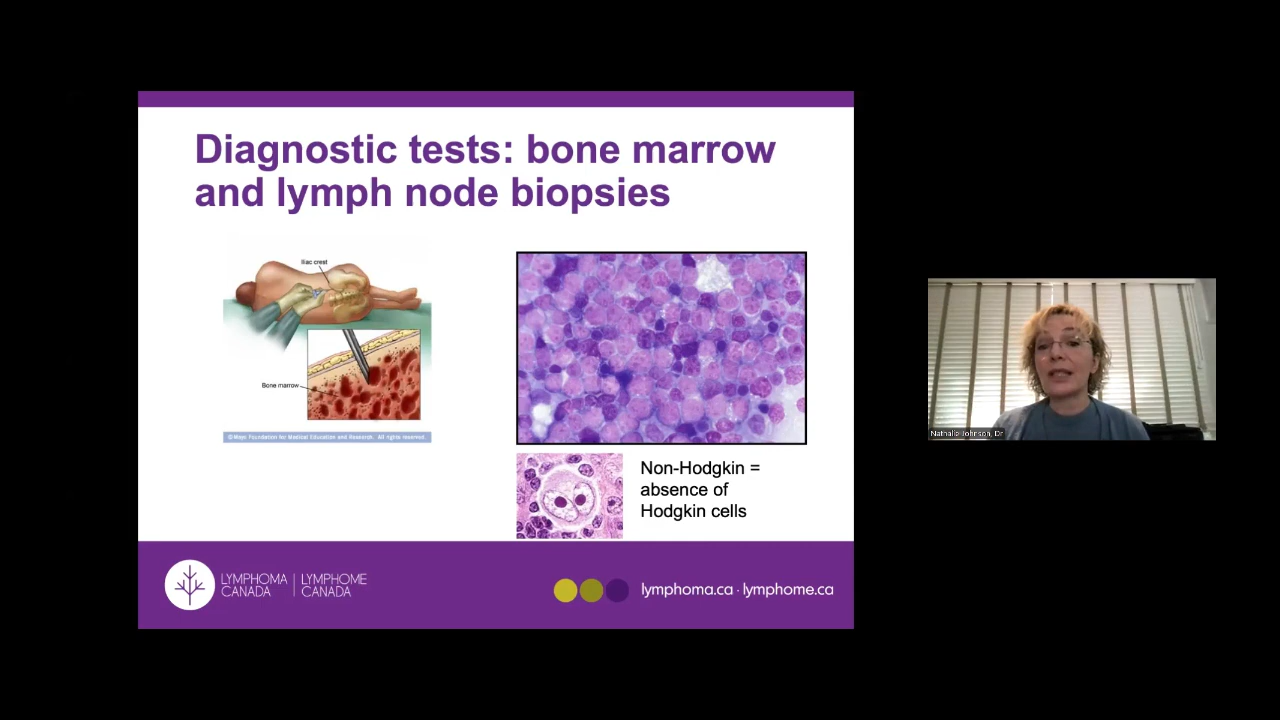 Diagnostic tests: bone marrow
and lymph node biopsies
Iliac crest
Bone marrow
©Mayo Foundation for Medical Education and Research. All rights reserved.
Non-Hodgkin =
absence of
Hodgkin cells
LYMPHOMA
CANADA
LYMPHOME
CANADA
lymphoma.ca · lymphome.ca
Nathalie Johnson, Dr